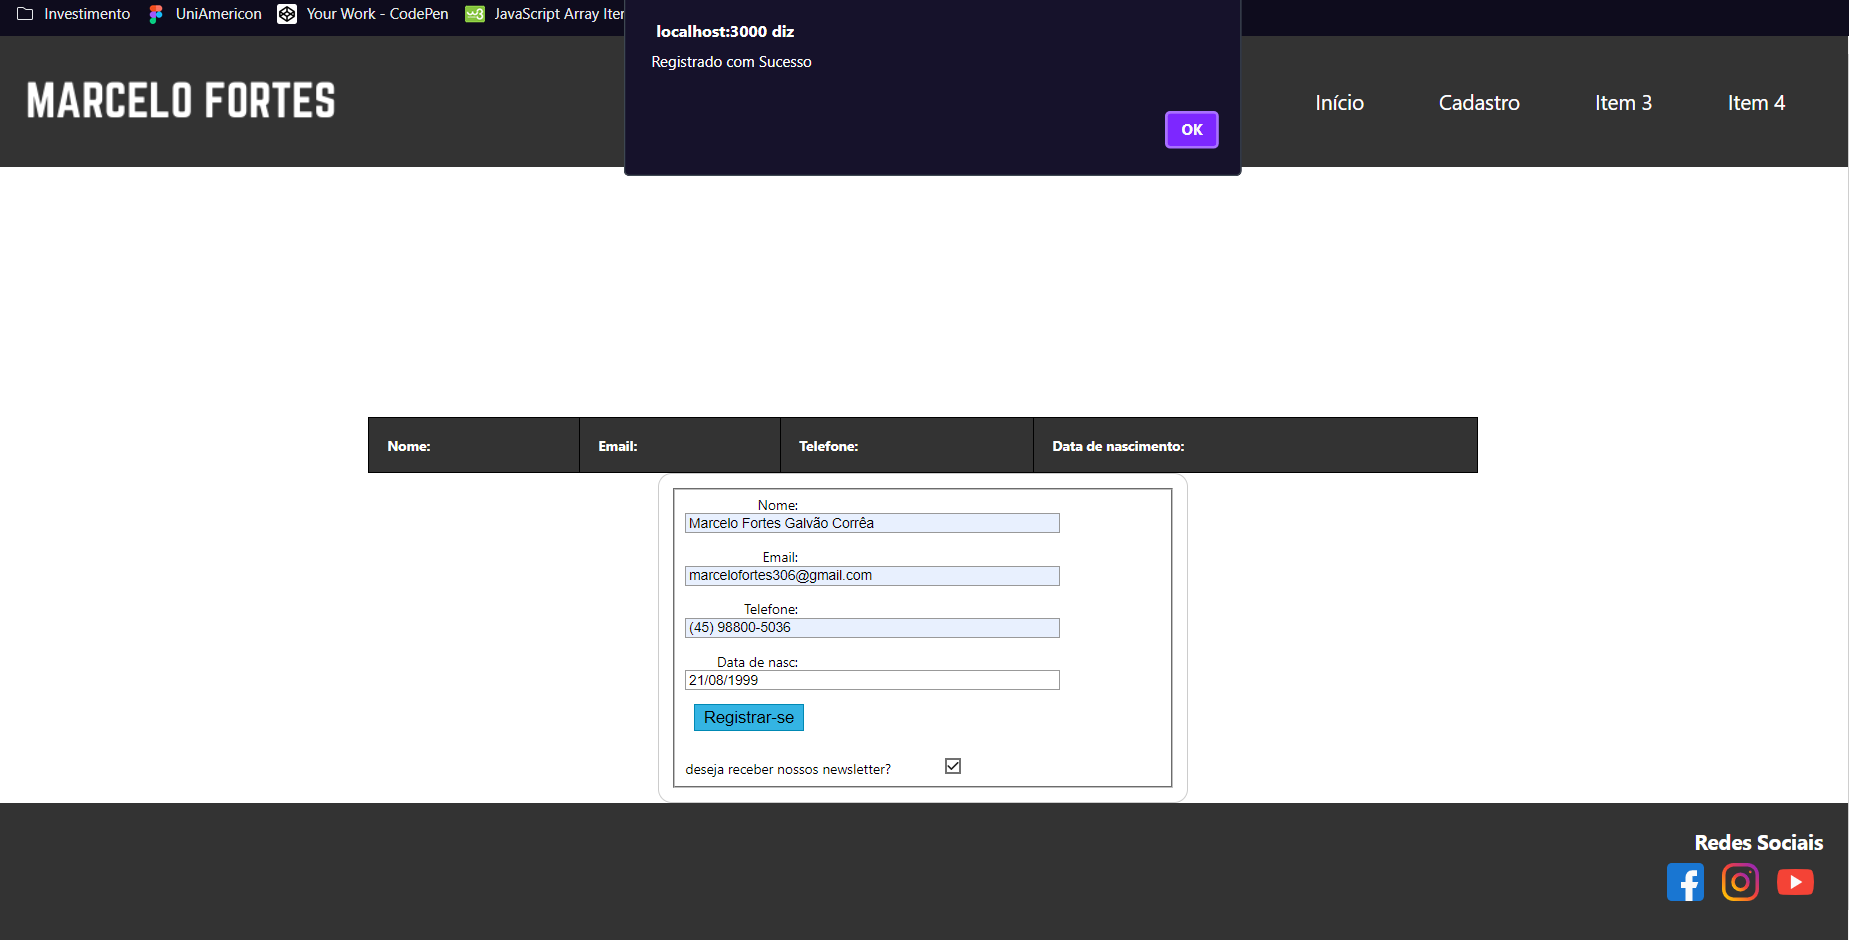 Investimento UniAmericon Your Work - CodePen JavaScript Array Iter
localhost:3000 diz
Registrado com Sucesso
OK
MARCELO FORTES
Início Cadastro Item 3 Item 4
Nome: Email: Telefone: Data de nascimento:
Nome:
Marcelo Fortes Galvão Corrêa
Email:
marcelofortes306@gmail.com
Telefone:
(45) 98800-5036
Data de nasc:
21/08/1999
Registrar-se
deseja receber nossos newsletter?
Redes Sociais